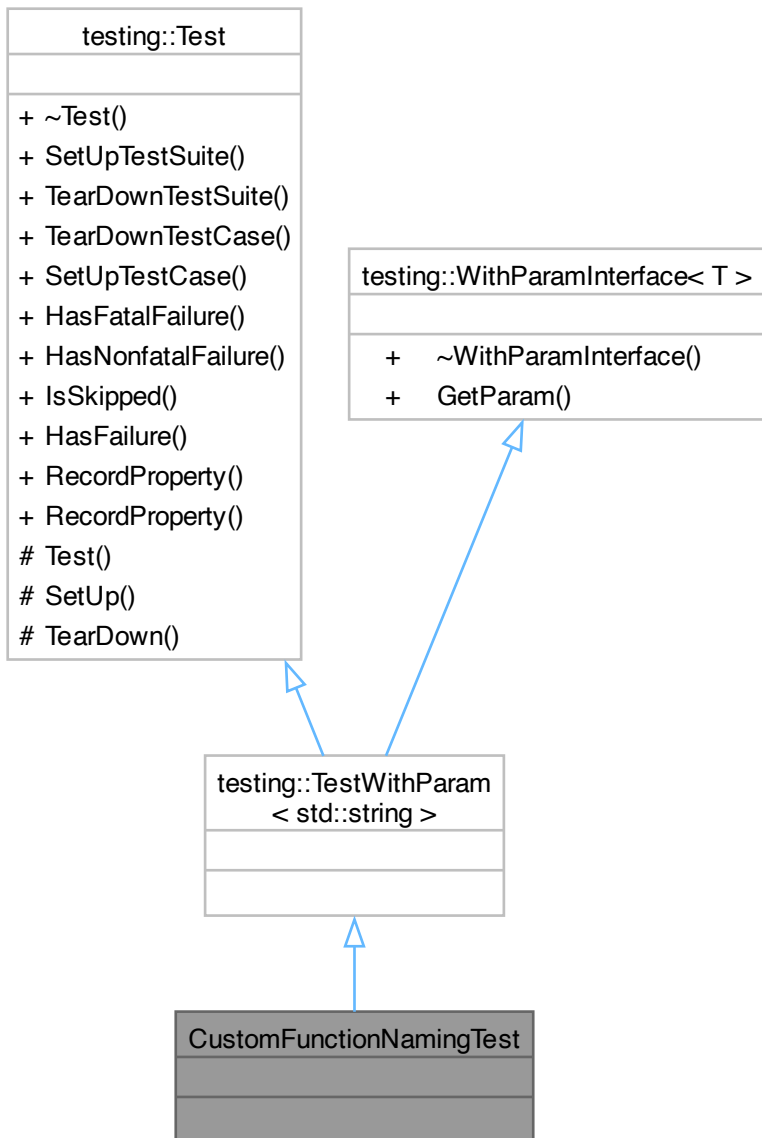 testing::Test
+ ~Test()
+ SetUpTestSuite()
+ TearDownTestSuite()
+ TearDownTestCase()
+ SetUpTestCase()
+ HasFatalFailure()
+ HasNonfatalFailure()
+ IsSkipped()
+ HasFailure()
+ RecordProperty()
+ RecordProperty()
# Test()
# SetUp()
# TearDown()
testing::WithParamInterface< T >
+ ~WithParamInterface()
+ GetParam()
testing::TestWithParam
< std::string >
CustomFunctionNamingTest